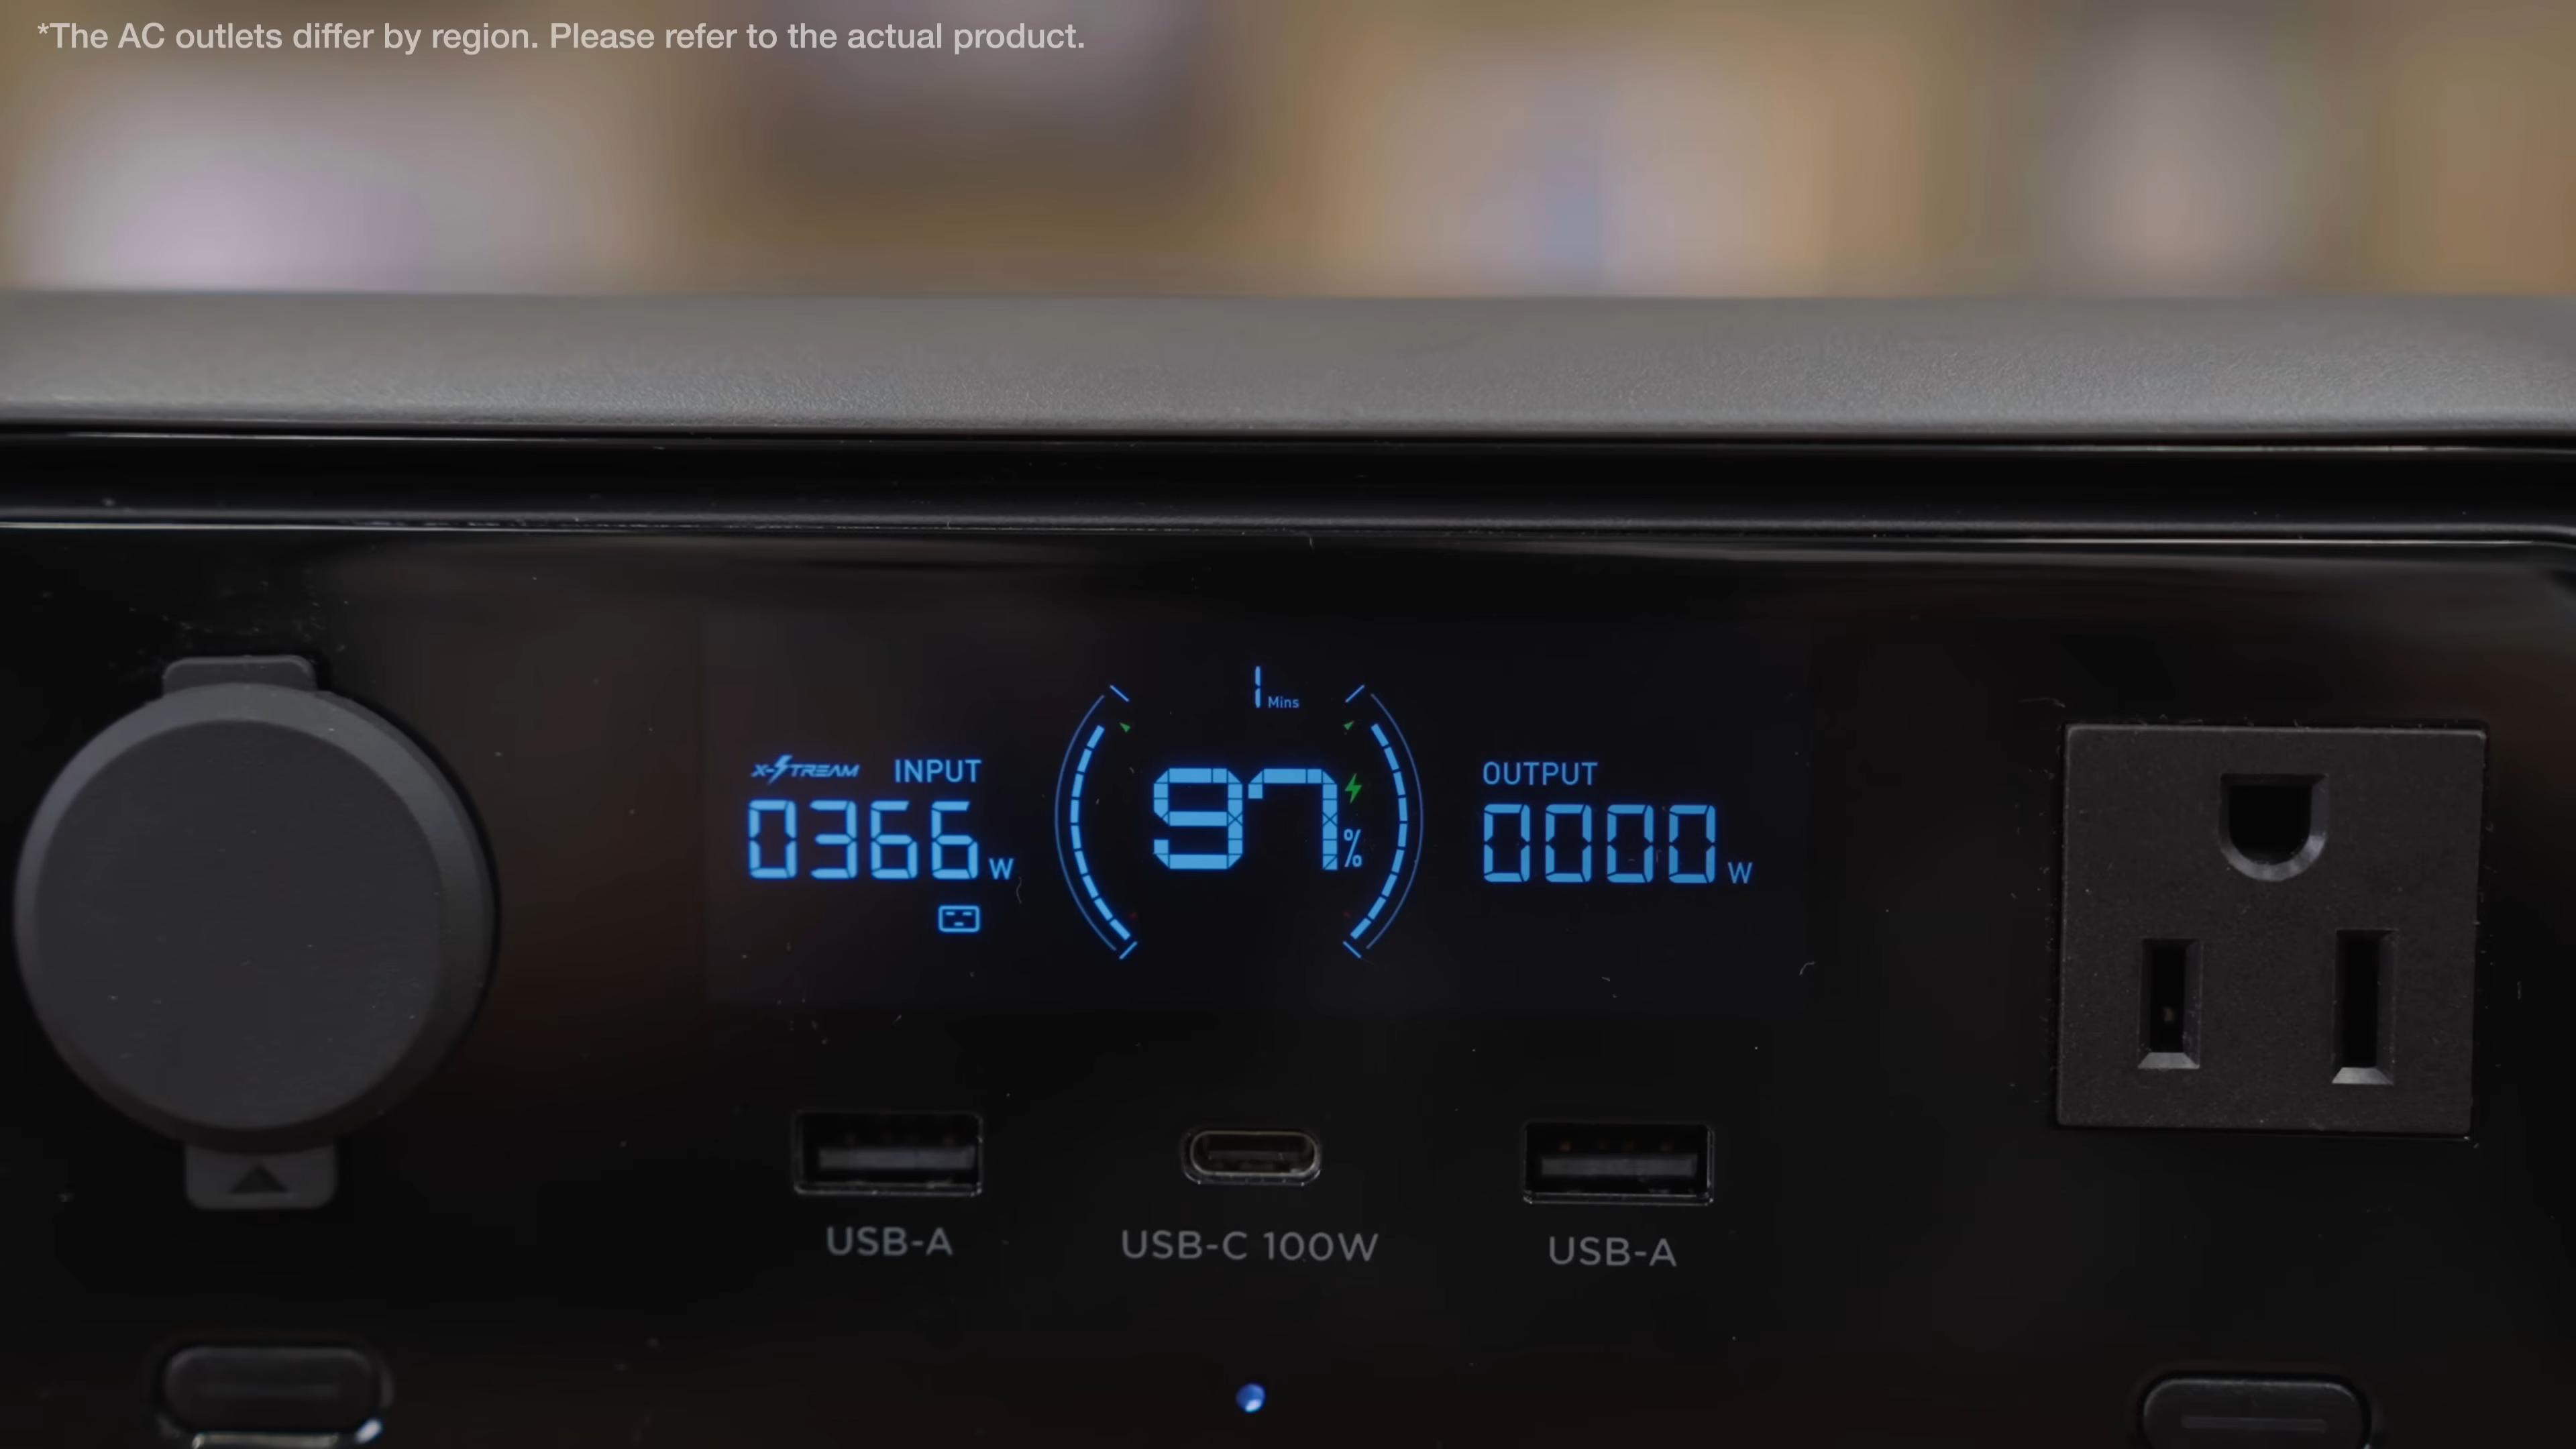 *The AC outlets differ by region. Please refer to the actual product.
1 Mins
X-STREAM INPUT
0366 W
97 %
OUTPUT
0000 W
USB-A
USB-C 100W
USB-A